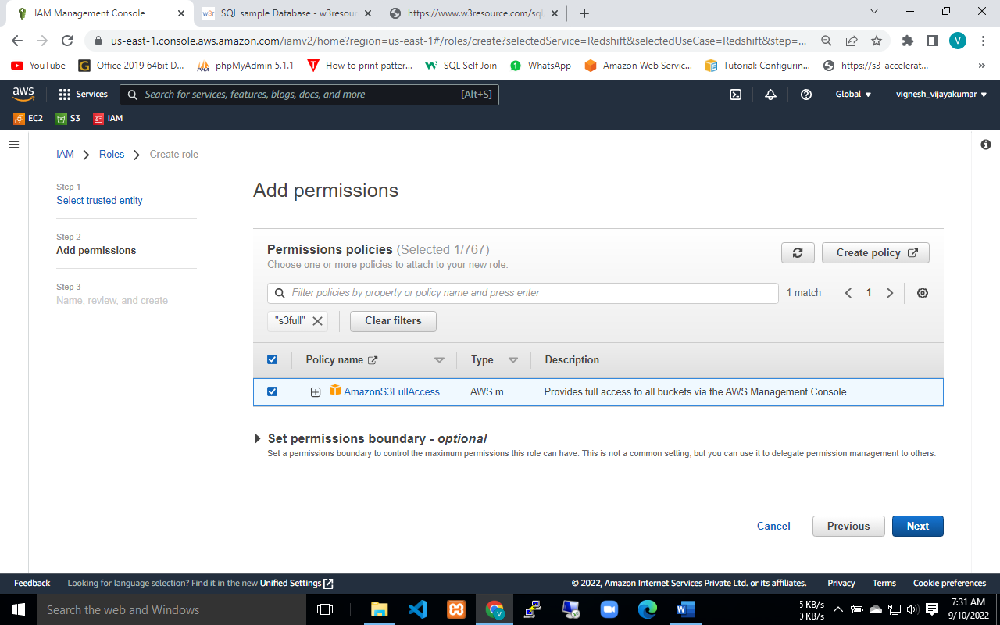 IAM Management Console
w3r SQL sample Database - w3resour
https://www.w3resource.com/sql
us-east-1.console.aws.amazon.com/iamv2/home?region=us-east-1#/roles/create?selectedService=Redshift&selectedUseCase=Redshift&step=...
V
YouTube
Office 2019 64bit D...
phpMyAdmin 5.1.1
How to print patter...
SQL Self Join
WhatsApp
Amazon Web Servic...
Tutorial: Configurin...
https://s3-accelerat...
aws
Services
Search for services, features, blogs, docs, and more [Alt+S]
Global
vignesh_vijayakumar
EC2
S3
IAM
IAM
Roles
Create role
Step 1
Select trusted entity
Step 2
Add permissions
Step 3
Name, review, and create
Add permissions
Permissions policies (Selected 1/767)
Choose one or more policies to attach to your new role.
Create policy
Filter policies by property or policy name and press enter
1 match
1
"s3full"
Clear filters
Policy name
Type
Description
AmazonS3FullAccess
AWS m...
Provides full access to all buckets via the AWS Management Console.
Set permissions boundary - optional
Set a permissions boundary to control the maximum permissions this role can have. This is not a common setting, but you can use it to delegate permission management to others.
Cancel
Previous
Next
Feedback
Looking for language selection? Find it in the new Unified Settings
© 2022, Amazon Internet Services Private Ltd. or its affiliates.
Privacy
Terms
Cookie preferences
Search the web and Windows
5 KB/s
0 KB/s
7:31 AM
9/10/2022